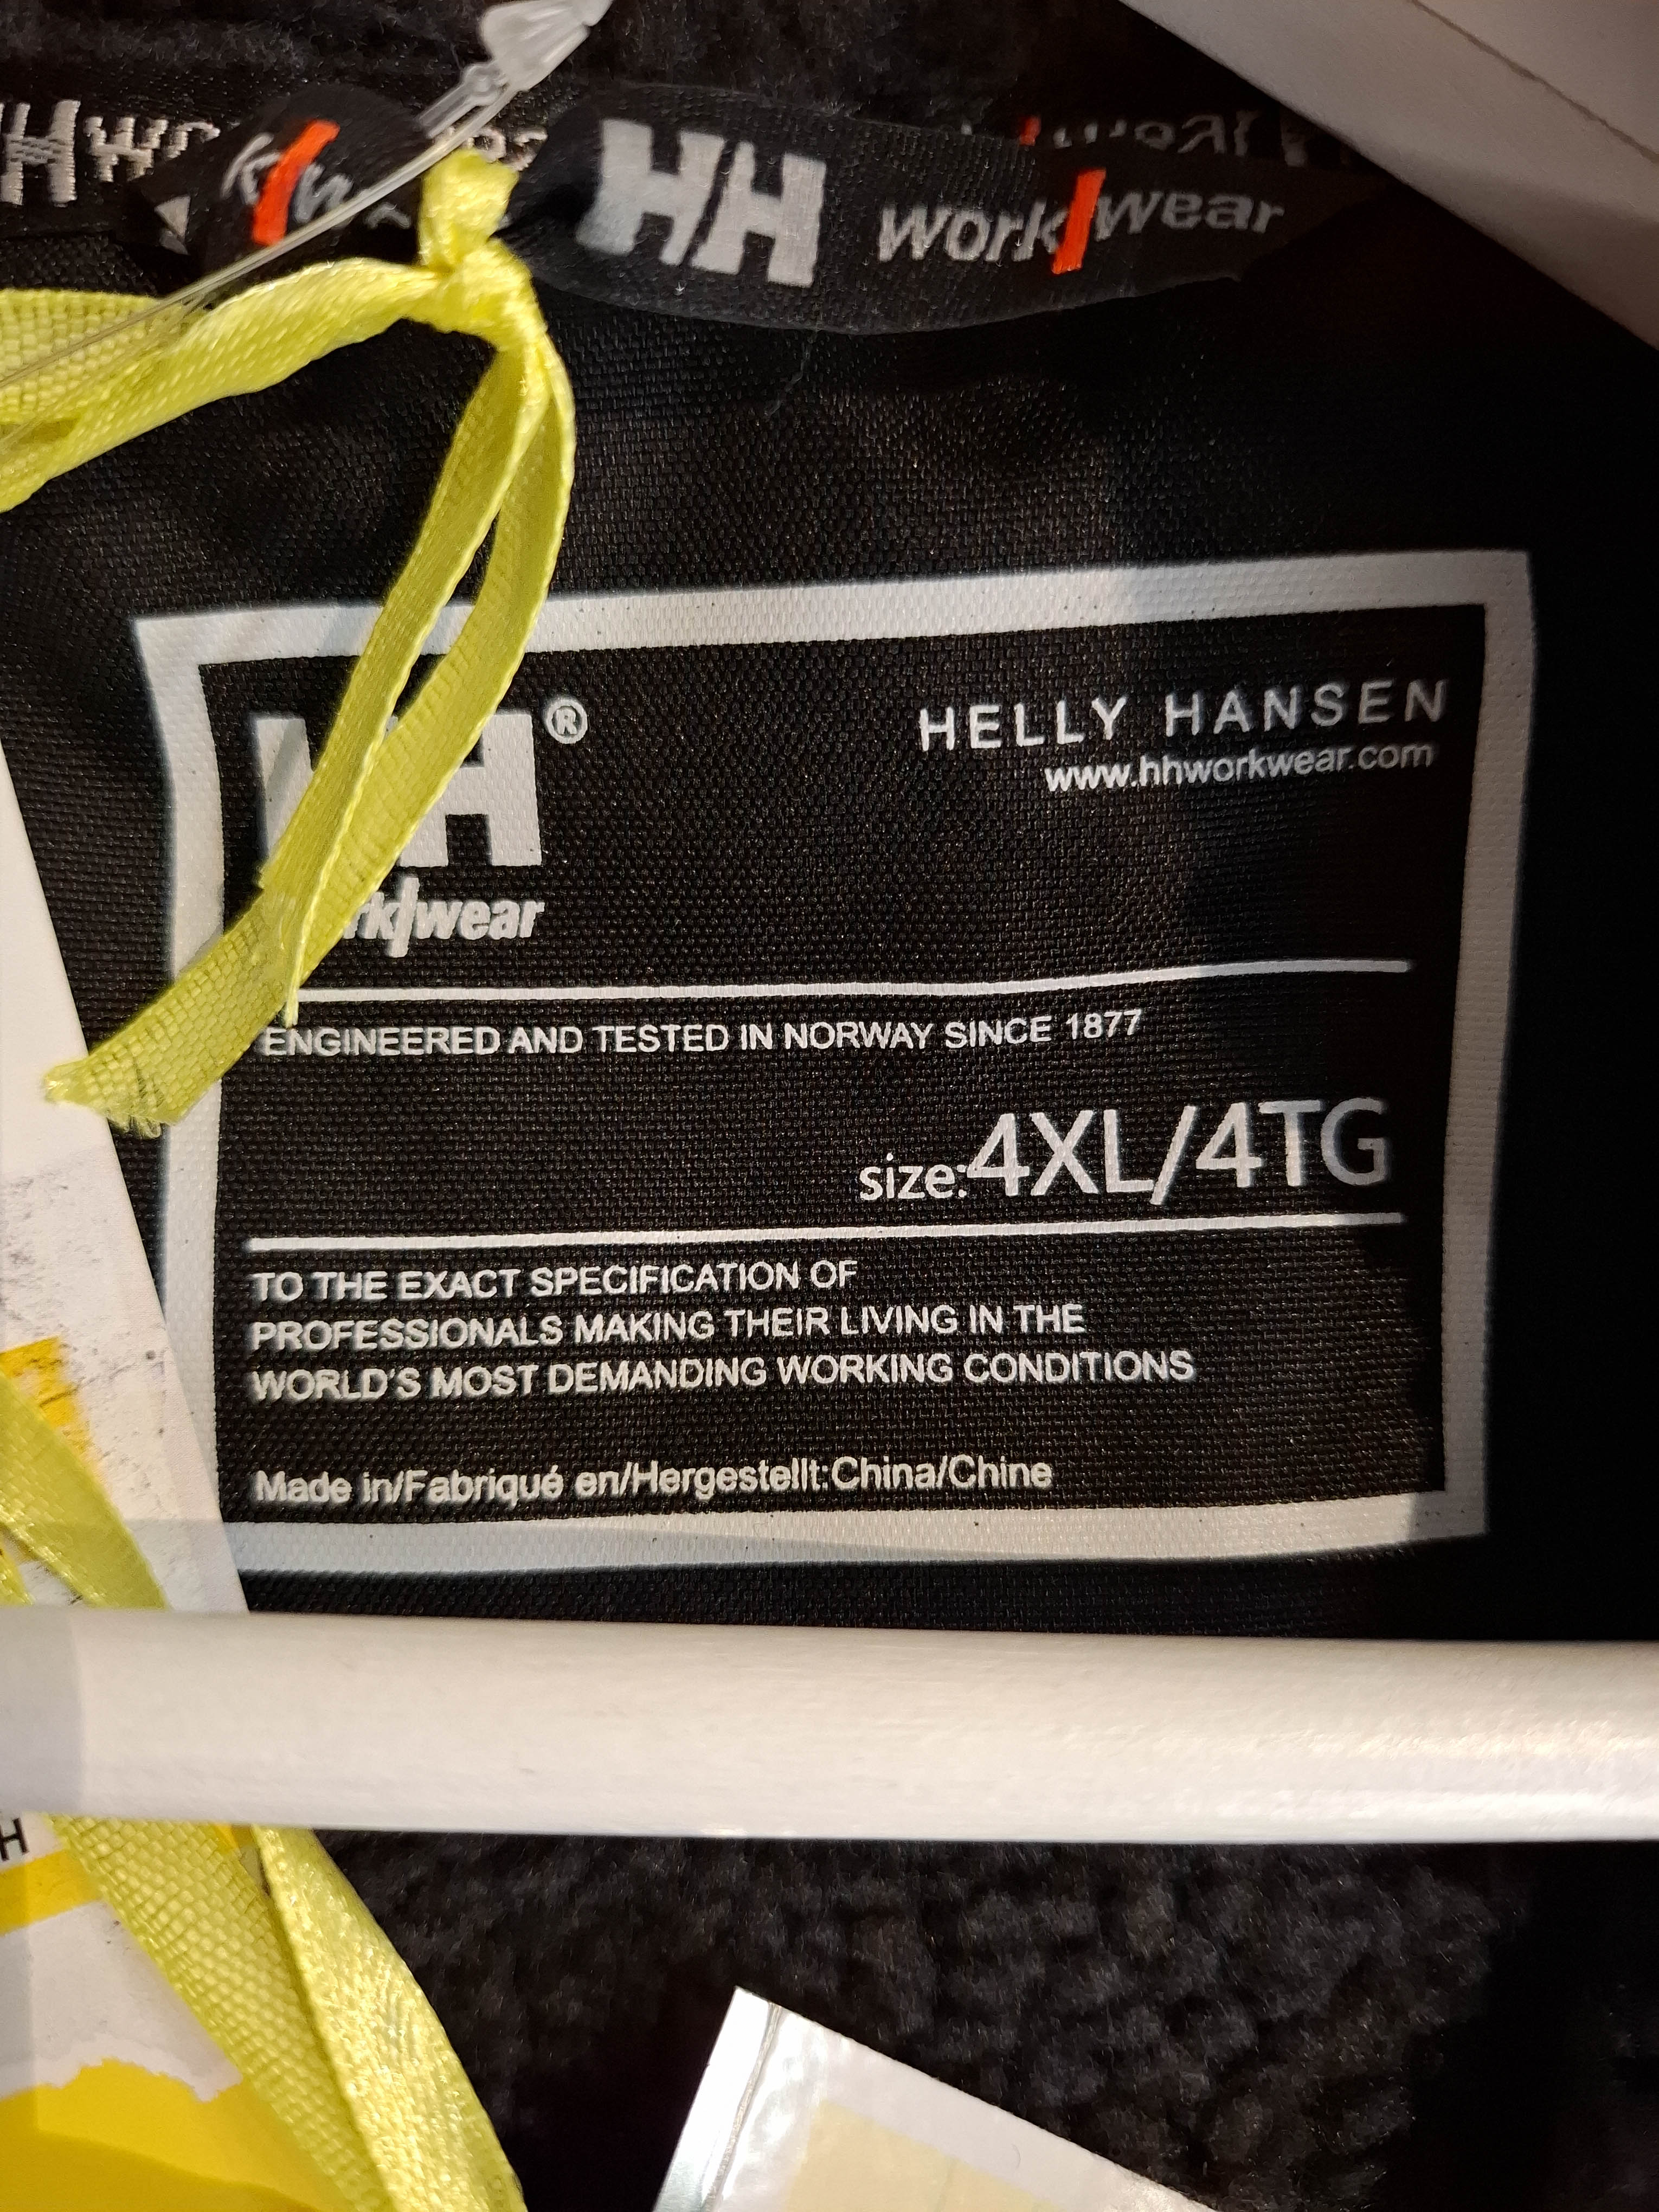 HH workwear
HH®
HELLY HANSEN
www.hhworkwear.com
rk/wear
ENGINEERED AND TESTED IN NORWAY SINCE 1877
size:4XL/4TG
TO THE EXACT SPECIFICATION OF
PROFESSIONALS MAKING THEIR LIVING IN THE
WORLD'S MOST DEMANDING WORKING CONDITIONS
Made in/Fabriqué en/Hergestellt:China/Chine
H